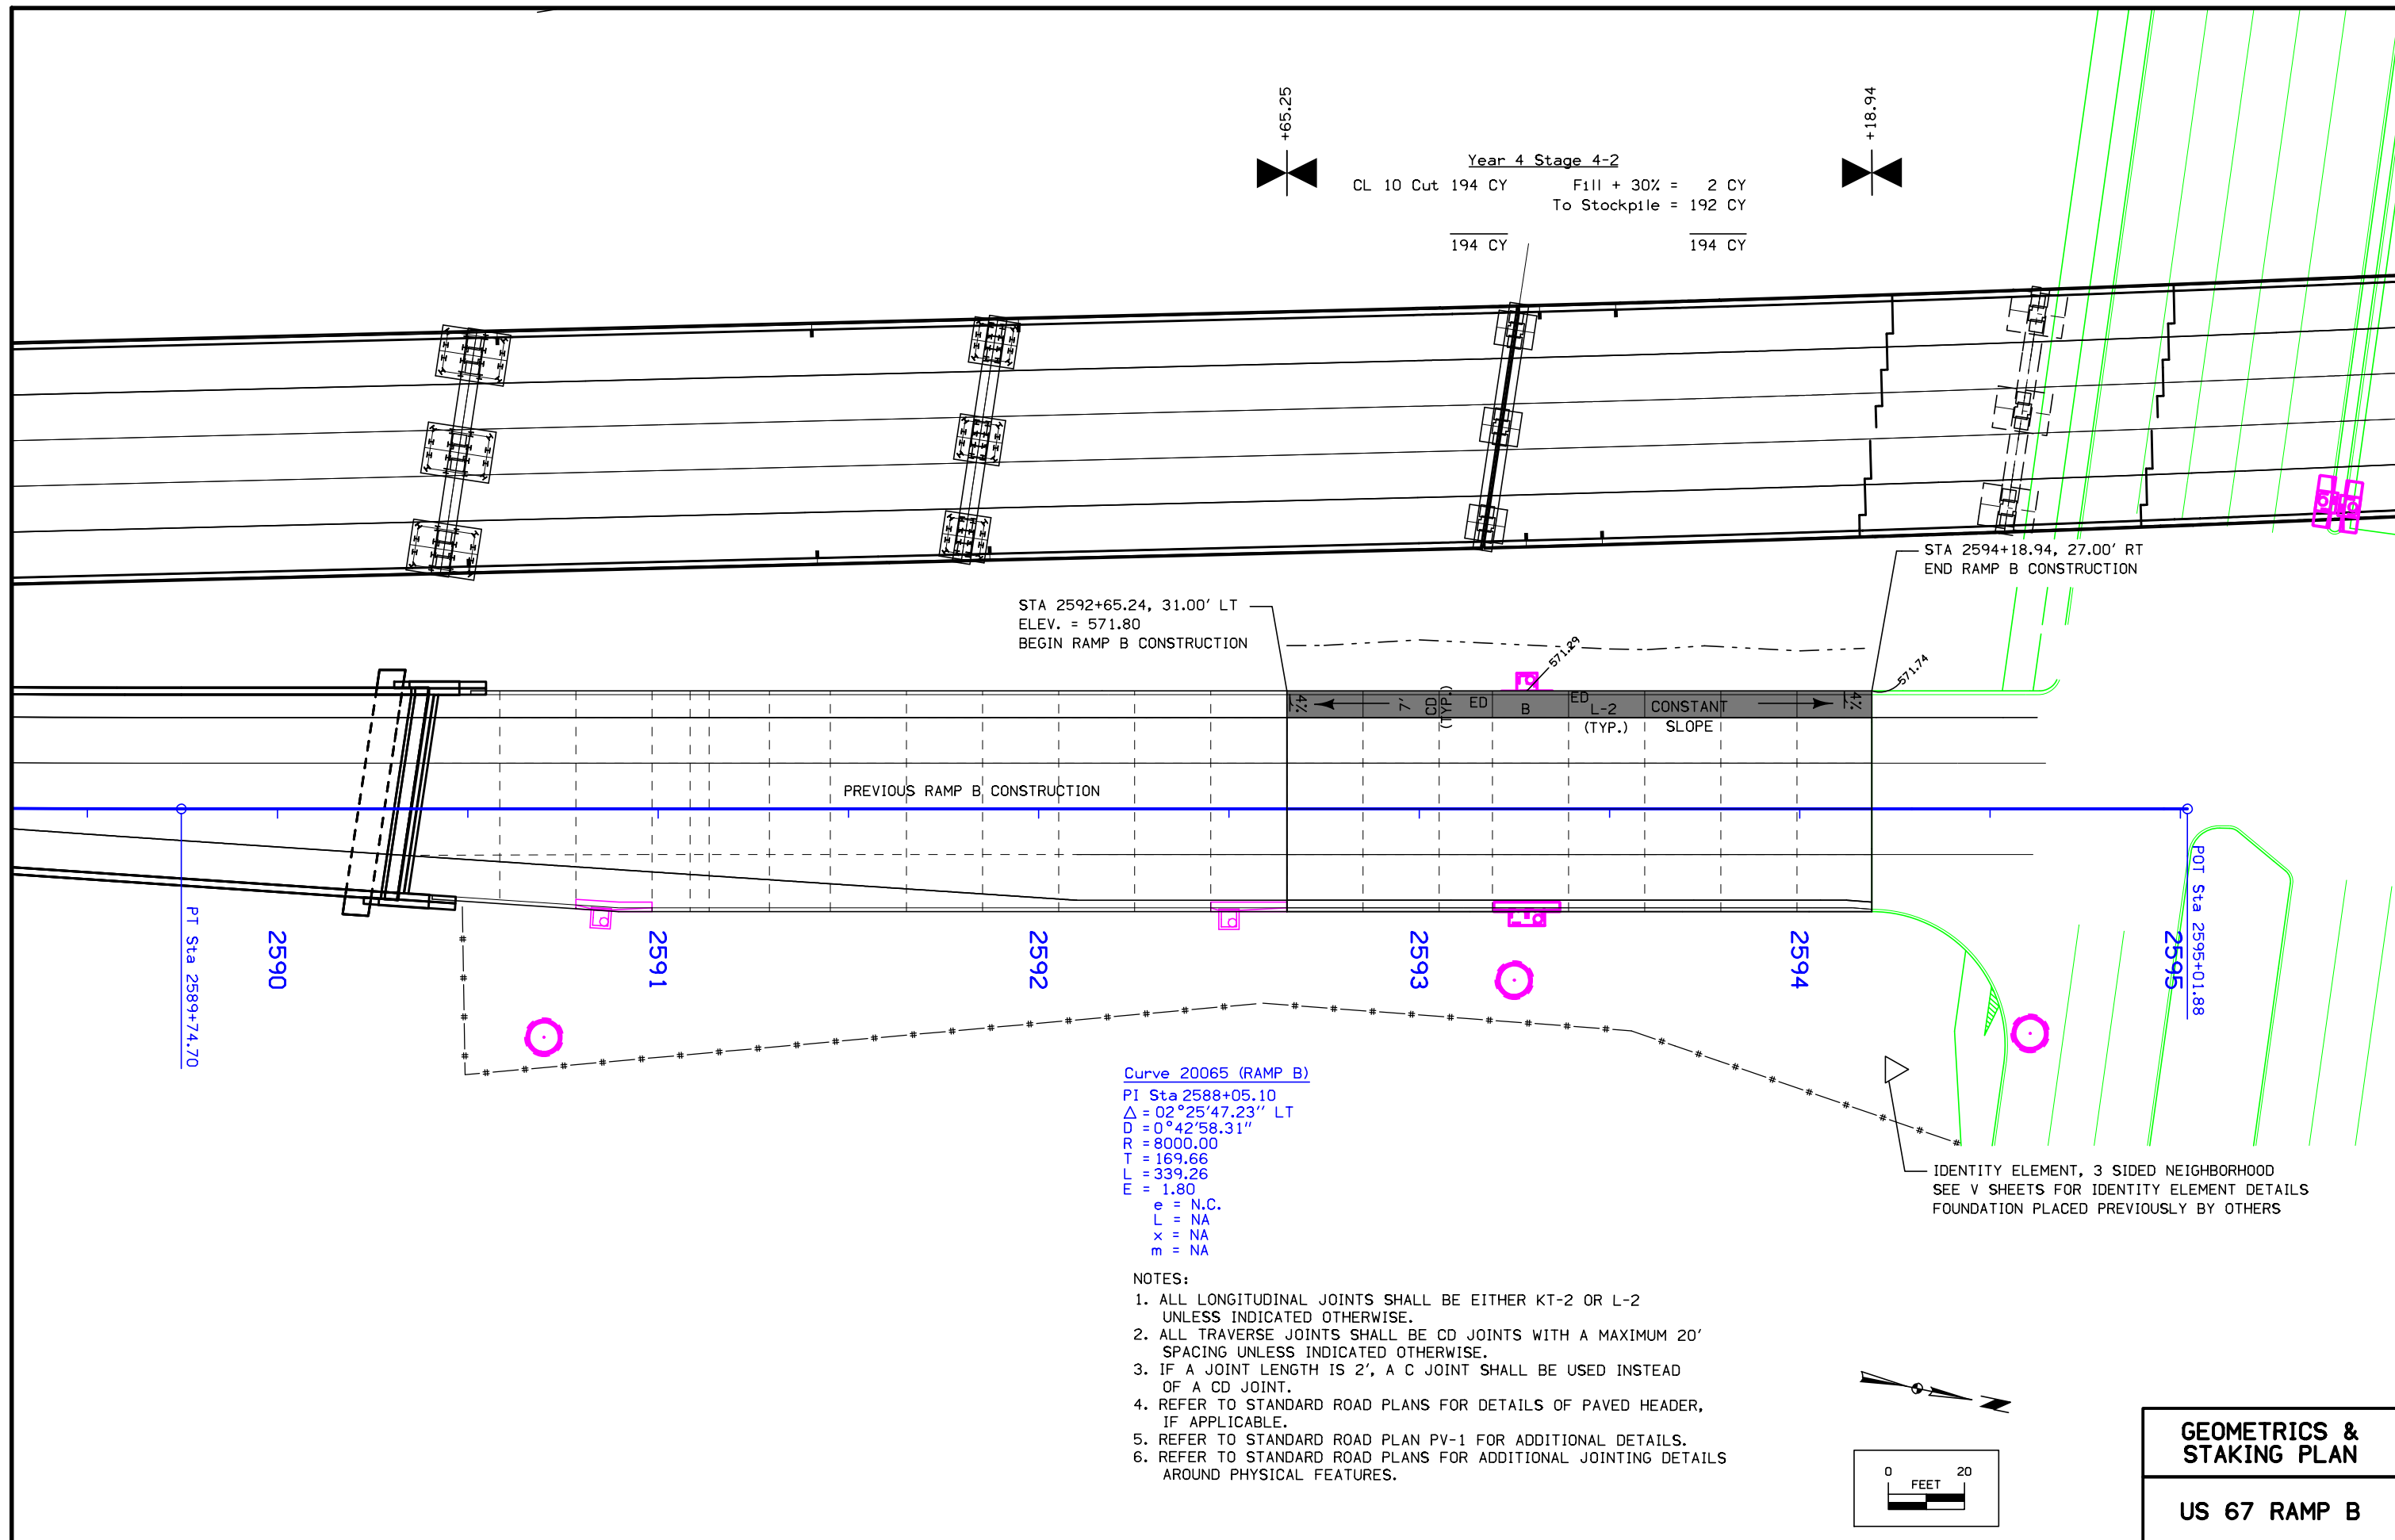 +65.25
+18.94
Year 4 Stage 4-2
CL 10 Cut 194 CY Fill + 30% = 2 CY
To Stockpile = 192 CY
194 CY 194 CY
STA 2594+18.94, 27.00' RT
END RAMP B CONSTRUCTION
STA 2592+65.24, 31.00' LT
ELEV. = 571.80
BEGIN RAMP B CONSTRUCTION
571.29
571.74
4% 7' CD (TYP.) ED B ED L-2 (TYP.) CONSTANT SLOPE 4%
PREVIOUS RAMP B CONSTRUCTION
PT Sta 2589+74.70
2590
2591
2592
2593
2594
2595
POT Sta 2595+01.88
Curve 20065 (RAMP B)
PI Sta 2588+05.10
△ = 02°25'47.23'' LT
D = 0°42'58.31''
R = 8000.00
T = 169.66
L = 339.26
E = 1.80
e = N.C.
L = NA
x = NA
m = NA
IDENTITY ELEMENT, 3 SIDED NEIGHBORHOOD
SEE V SHEETS FOR IDENTITY ELEMENT DETAILS
FOUNDATION PLACED PREVIOUSLY BY OTHERS
NOTES:
1. ALL LONGITUDINAL JOINTS SHALL BE EITHER KT-2 OR L-2
UNLESS INDICATED OTHERWISE.
2. ALL TRAVERSE JOINTS SHALL BE CD JOINTS WITH A MAXIMUM 20'
SPACING UNLESS INDICATED OTHERWISE.
3. IF A JOINT LENGTH IS 2', A C JOINT SHALL BE USED INSTEAD
OF A CD JOINT.
4. REFER TO STANDARD ROAD PLANS FOR DETAILS OF PAVED HEADER,
IF APPLICABLE.
5. REFER TO STANDARD ROAD PLAN PV-1 FOR ADDITIONAL DETAILS.
6. REFER TO STANDARD ROAD PLANS FOR ADDITIONAL JOINTING DETAILS
AROUND PHYSICAL FEATURES.
N
0 20
FEET
GEOMETRICS &
STAKING PLAN
US 67 RAMP B